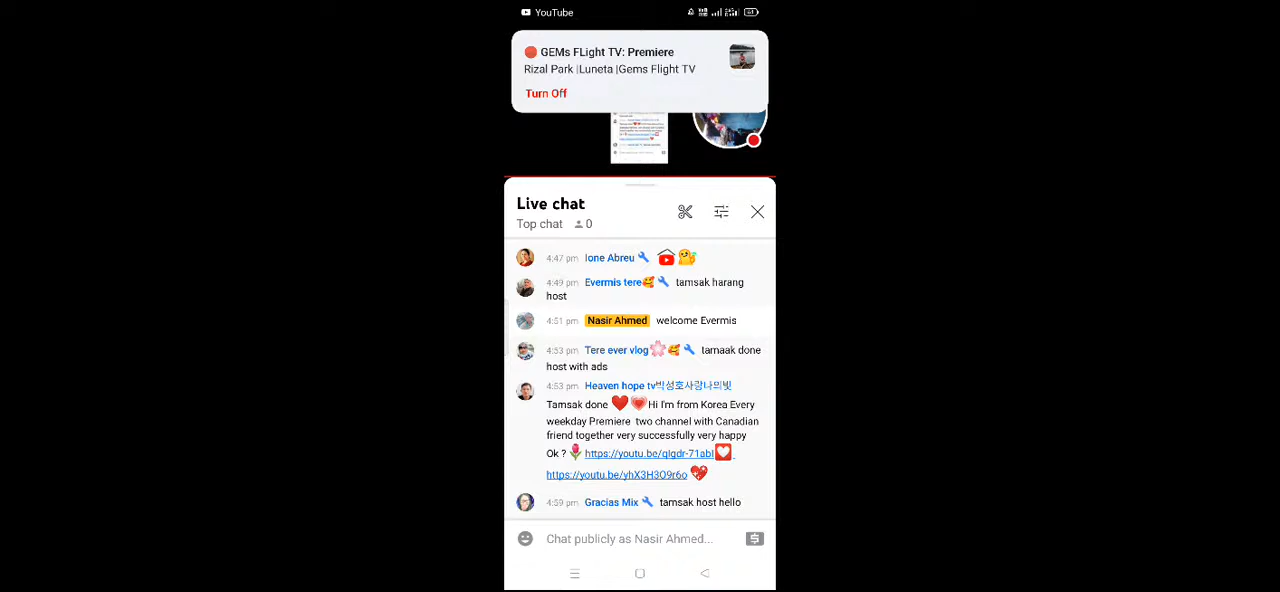 YouTube
GEMs FLight TV: Premiere
Rizal Park |Luneta |Gems Flight TV
Turn Off
Live chat
Top chat 0
4:47 pm Ione Abreu
4:49 pm Evermis tere tamsak harang
host
4:51 pm Nasir Ahmed welcome Evermis
4:53 pm Tere ever vlog tamaak done
host with ads
4:53 pm Heaven hope tv박성호사랑나의빛
Tamsak done Hi I'm from Korea Every
weekday Premiere two channel with Canadian
friend together very successfully very happy
Ok ? https://youtu.be/qlgdr-71abI
https://youtu.be/yhX3H3O9r6o
4:59 pm Gracias Mix tamsak host hello
Chat publicly as Nasir Ahmed...